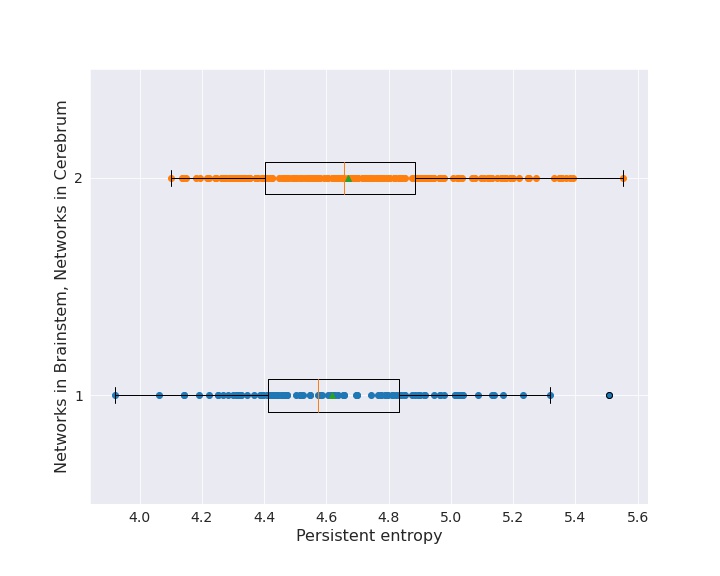 Networks in Brainstem, Networks in Cerebrum
2
1
4.0 4.2 4.4 4.6 4.8 5.0 5.2 5.4 5.6
Persistent entropy